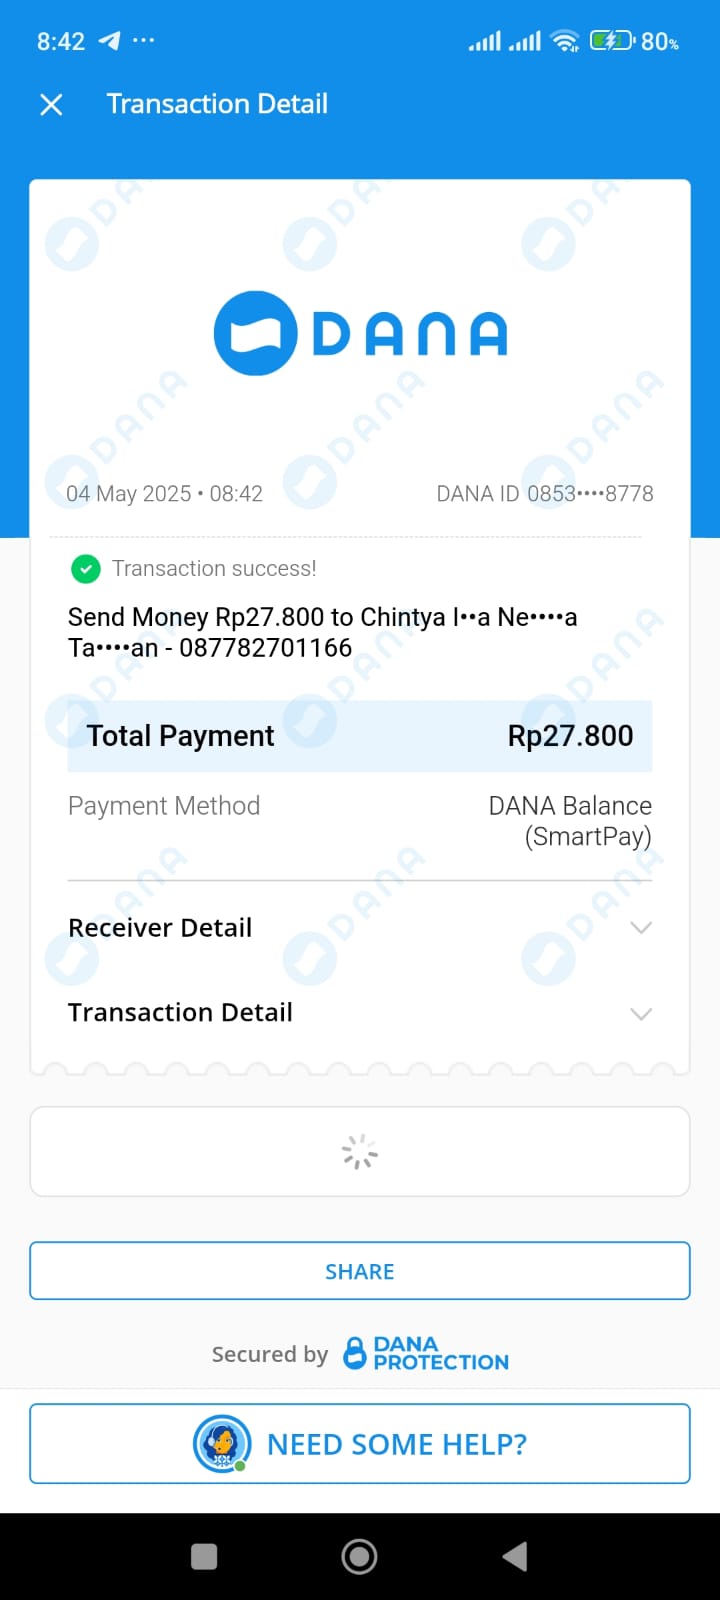 8:42 ... 80%
Transaction Detail
DANA
04 May 2025 • 08:42 DANA ID 0853••••8778
Transaction success!
Send Money Rp27.800 to Chintya I••a Ne••••a
Ta••••an - 087782701166
Total Payment Rp27.800
Payment Method DANA Balance
(SmartPay)
Receiver Detail
Transaction Detail
SHARE
Secured by DANA
PROTECTION
NEED SOME HELP?